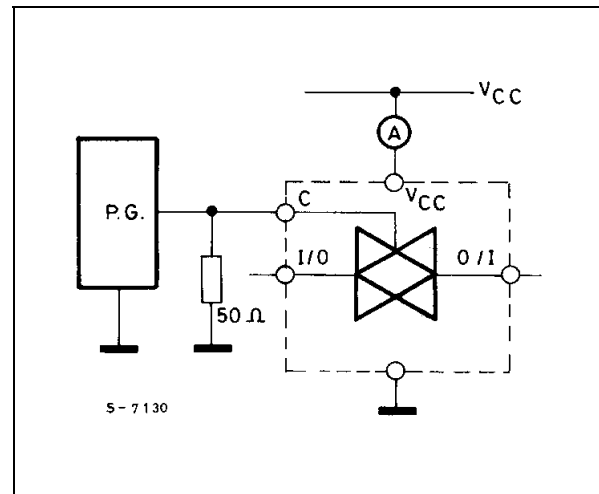 VCC
A
P.G.
C
VCC
I/O
O/I
50 Ω
S-7130